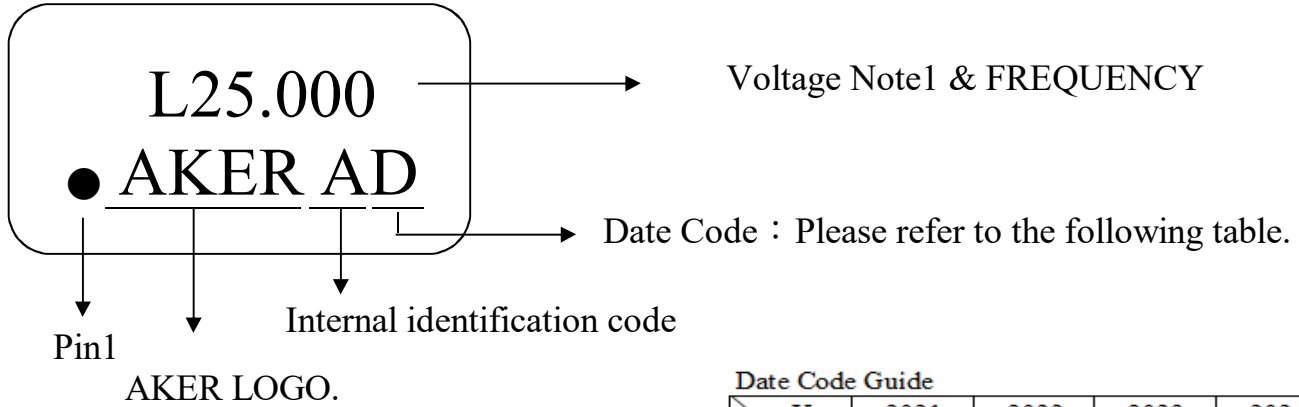 L25.000
Voltage Note1 & FREQUENCY
● AKER AD
Date Code：Please refer to the following table.
Internal identification code
Pin1
AKER LOGO.
Date Code Guide